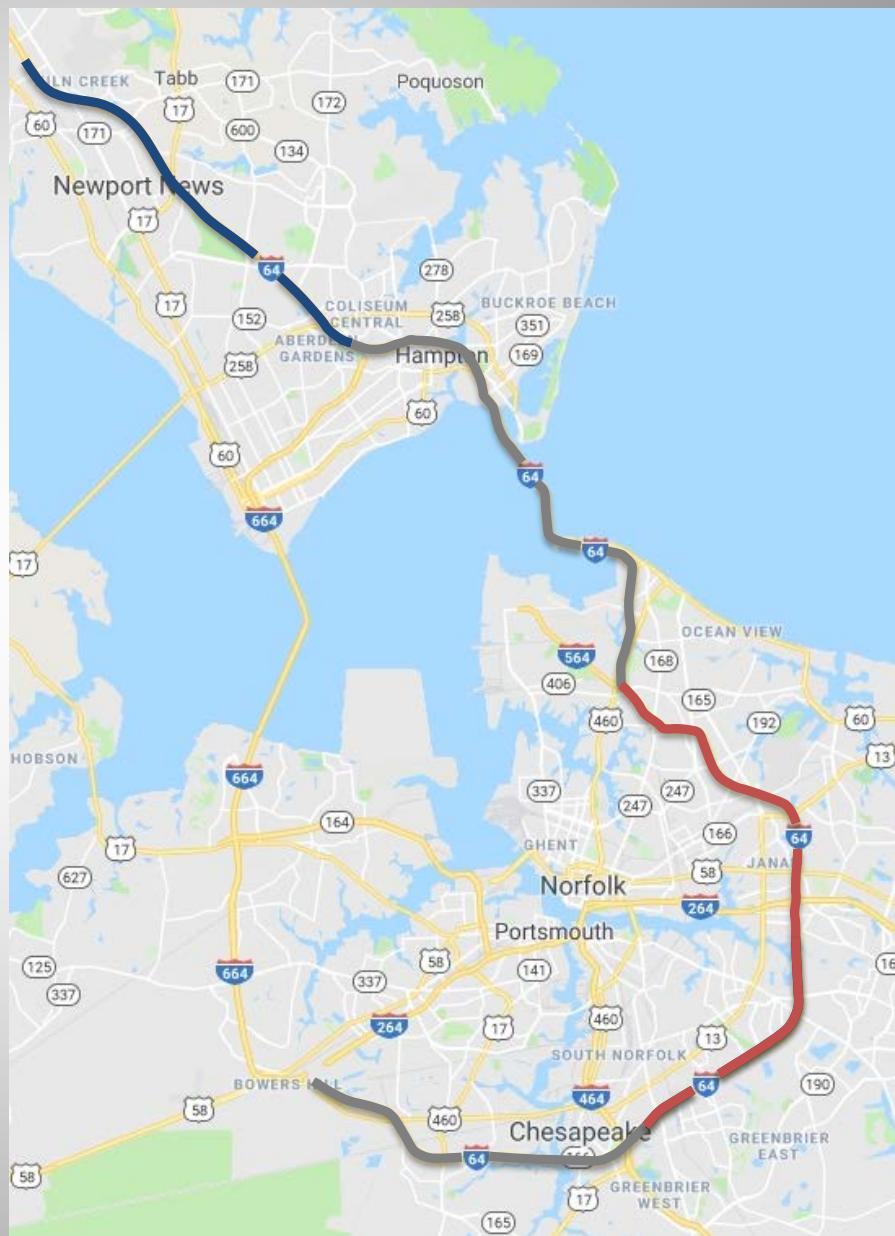 ILN CREEK
Tabb
171
Poquoson
17
172
60
171
600
134
Newport News
17
64
278
17
COLISEUM
CENTRAL
BUCKROE BEACH
152
258
351
ABERDEEN
GARDENS
258
Hampton
169
60
60
64
664
17
64
OCEAN VIEW
564
168
406
165
460
192
60
HOBSON
13
664
337
247
247
164
166
64
17
GHENT
58
JANAF
627
Norfolk
264
Portsmouth
58
125
664
337
141
16
337
264
17
460
13
SOUTH NORFOLK
BOWERS HILL
64
190
58
464
460
Chesapeake
GREENBRIER
EAST
64
58
GREENBRIER
WEST
17
165